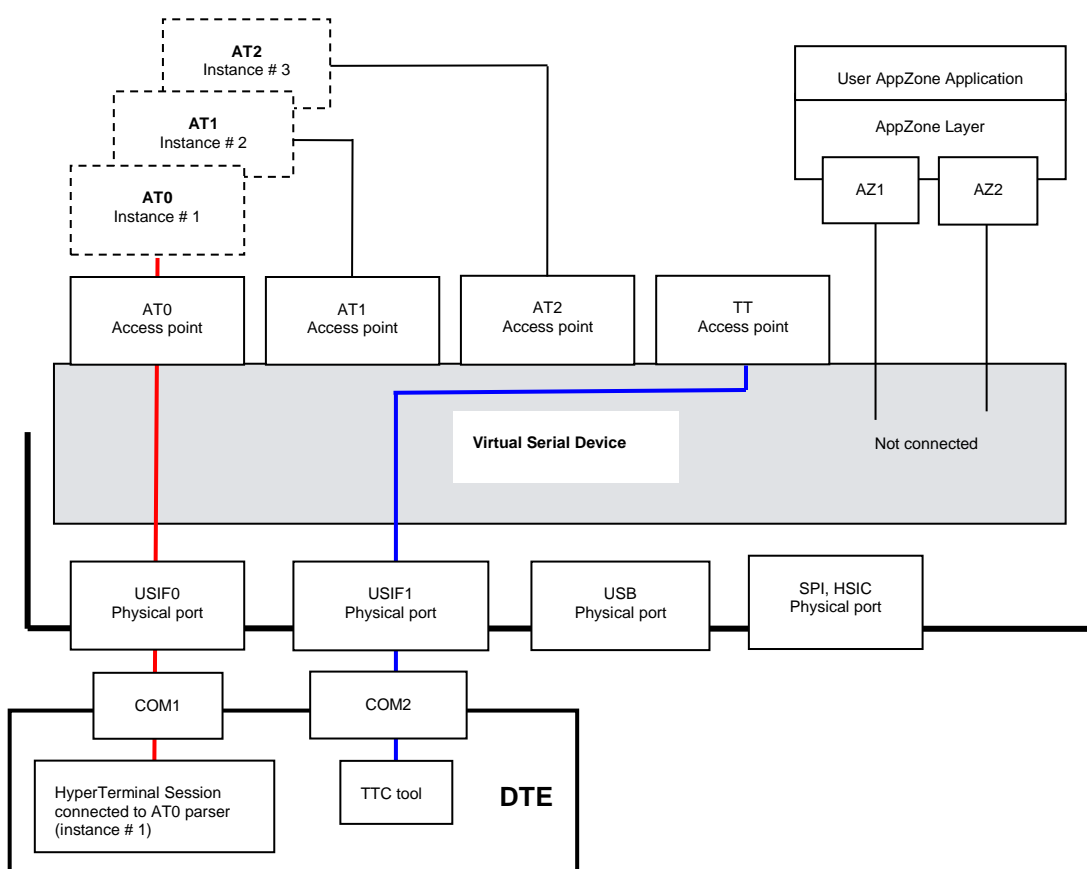 AT2
Instance # 3
AT1
Instance # 2
AT0
Instance # 1
User AppZone Application
AppZone Layer
AZ1
AZ2
AT0
Access point
AT1
Access point
AT2
Access point
TT
Access point
Virtual Serial Device
Not connected
USIF0
Physical port
USIF1
Physical port
USB
Physical port
SPI, HSIC
Physical port
COM1
COM2
HyperTerminal Session
connected to AT0 parser
(instance # 1)
TTC tool
DTE